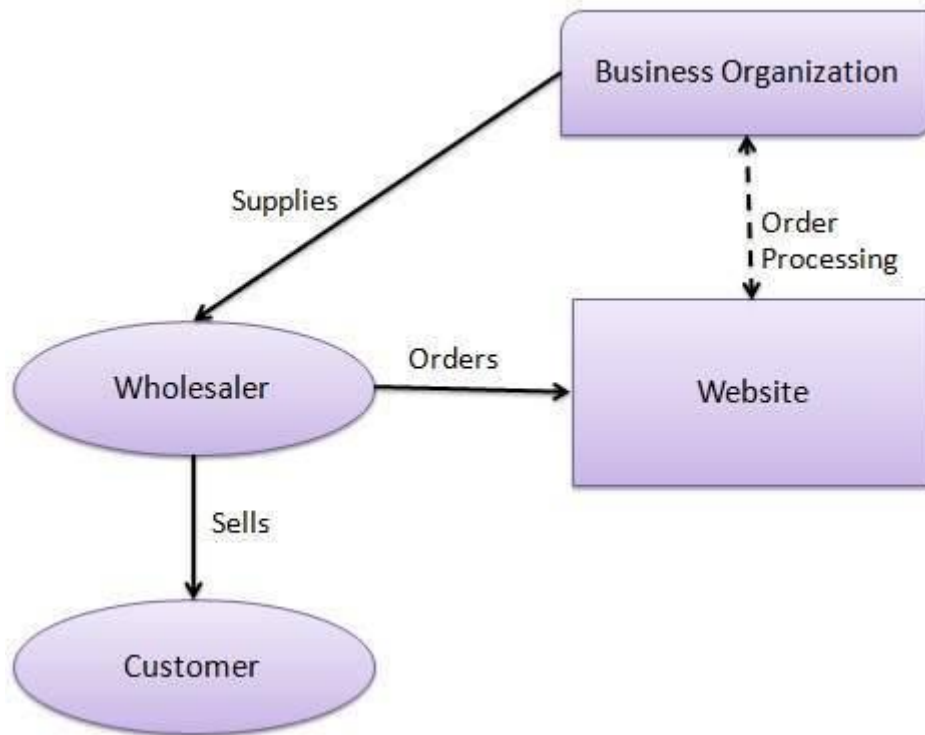 Business Organization
Supplies
Order
Processing
Orders
Wholesaler
Website
Sells
Customer